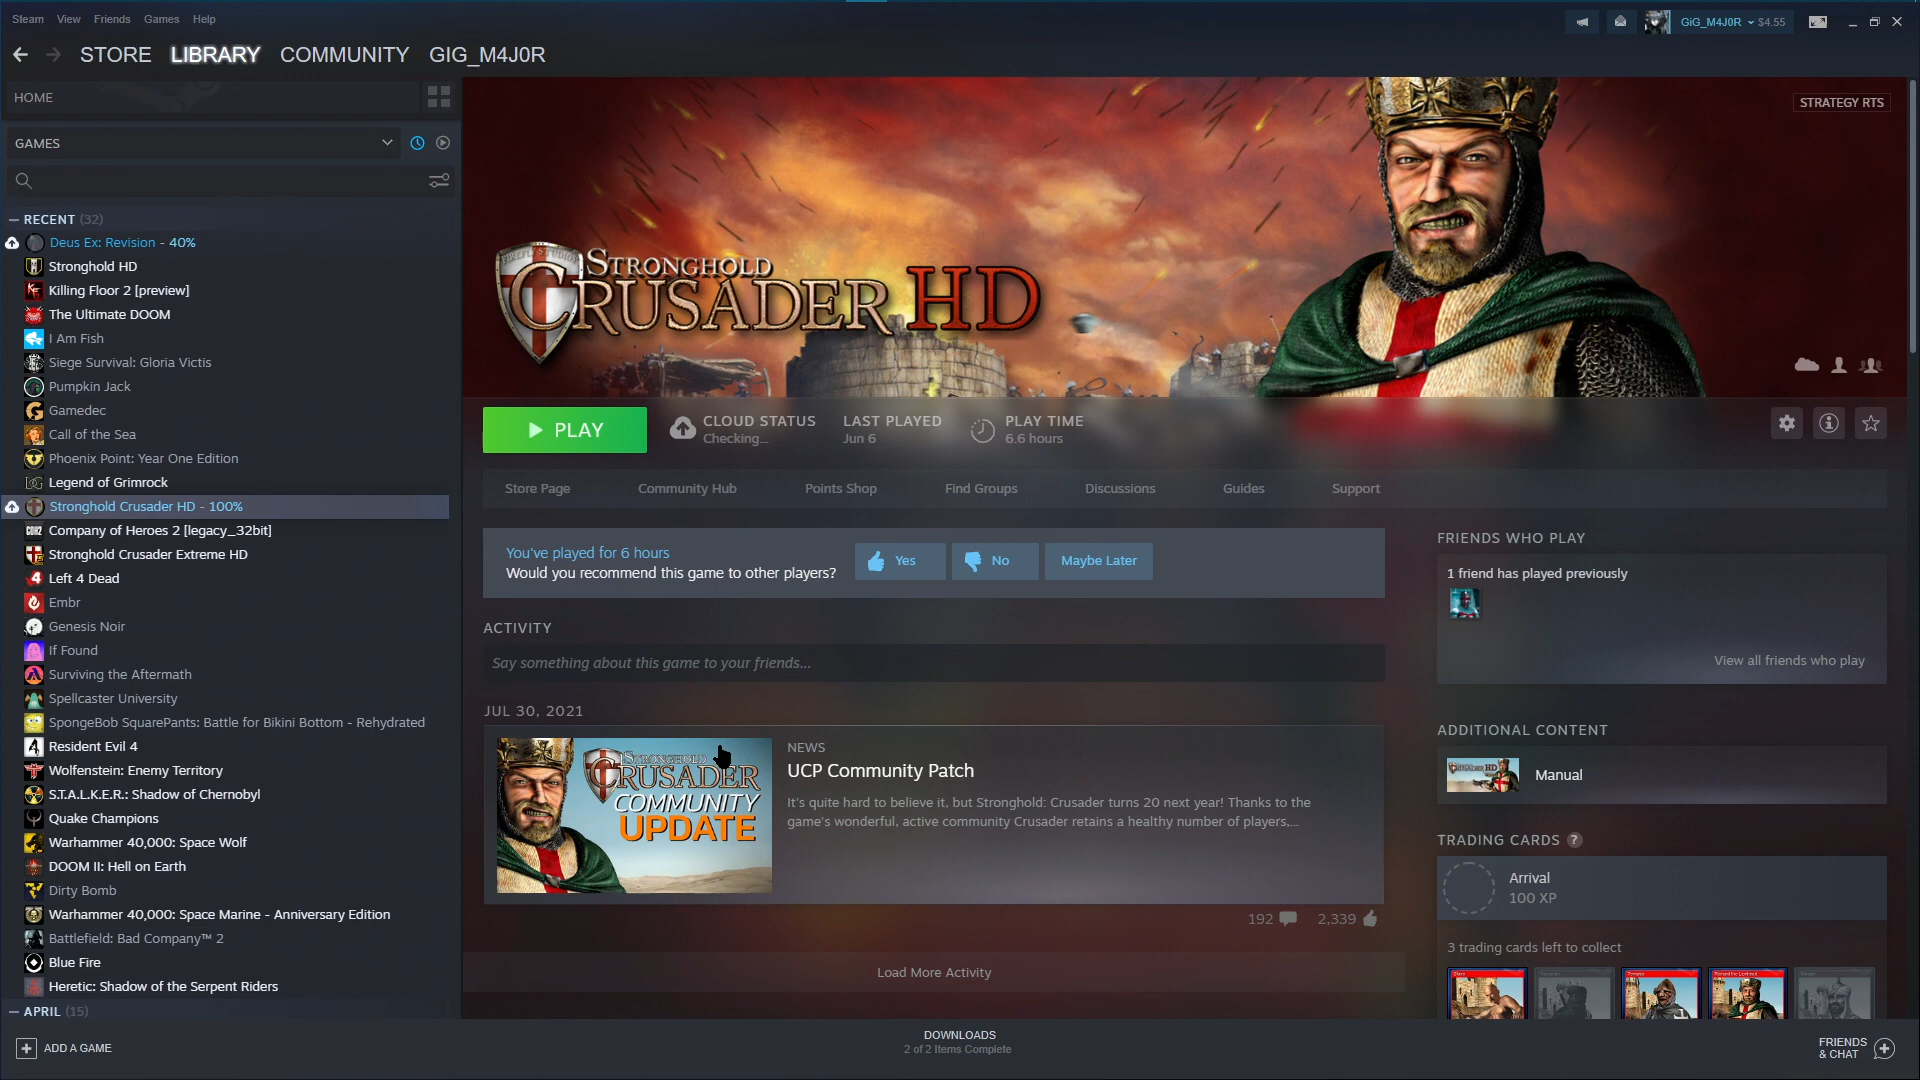 Steam View Friends Games Help
GiG_M4J0R $4.55
STORE LIBRARY COMMUNITY GIG_M4J0R
HOME
GAMES
RECENT (32)
Deus Ex: Revision - 40%
Stronghold HD
Killing Floor 2 [preview]
The Ultimate DOOM
I Am Fish
Siege Survival: Gloria Victis
Pumpkin Jack
Gamedec
Call of the Sea
Phoenix Point: Year One Edition
Legend of Grimrock
Stronghold Crusader HD - 100%
Company of Heroes 2 [legacy_32bit]
Stronghold Crusader Extreme HD
Left 4 Dead
Embr
Genesis Noir
If Found
Surviving the Aftermath
Spellcaster University
SpongeBob SquarePants: Battle for Bikini Bottom - Rehydrated
Resident Evil 4
Wolfenstein: Enemy Territory
S.T.A.L.K.E.R.: Shadow of Chernobyl
Quake Champions
Warhammer 40,000: Space Wolf
DOOM II: Hell on Earth
Dirty Bomb
Warhammer 40,000: Space Marine - Anniversary Edition
Battlefield: Bad Company™ 2
Blue Fire
Heretic: Shadow of the Serpent Riders
APRIL (15)
ADD A GAME
STRATEGY RTS
FIREFLY STUDIOS
STRONGHOLD
CRUSADER HD
PLAY
CLOUD STATUS
Checking...
LAST PLAYED
Jun 6
PLAY TIME
6.6 hours
Store Page Community Hub Points Shop Find Groups Discussions Guides Support
You've played for 6 hours
Would you recommend this game to other players?
Yes No Maybe Later
ACTIVITY
Say something about this game to your friends...
JUL 30, 2021
STRONGHOLD
CRUSADER
COMMUNITY
UPDATE
NEWS
UCP Community Patch
It's quite hard to believe it, but Stronghold: Crusader turns 20 next year! Thanks to the
game's wonderful, active community Crusader retains a healthy number of players,...
192 2,339
Load More Activity
FRIENDS WHO PLAY
1 friend has played previously
View all friends who play
ADDITIONAL CONTENT
CRUSADER HD
Manual
TRADING CARDS ?
Arrival
100 XP
3 trading cards left to collect
DOWNLOADS
2 of 2 Items Complete
FRIENDS
& CHAT